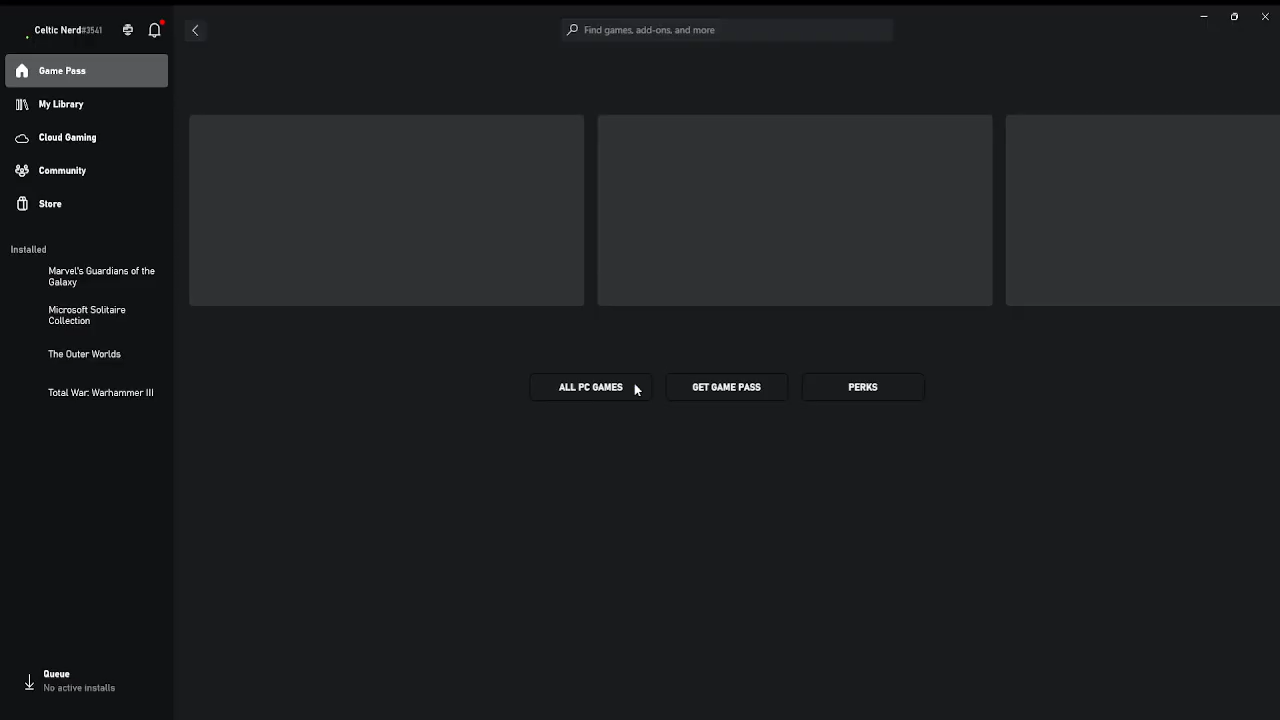 Celtic Nerd#3541
Find games, add-ons, and more
Game Pass
My Library
Cloud Gaming
Community
Store
Installed
Marvel's Guardians of the
Galaxy
Microsoft Solitaire
Collection
The Outer Worlds
Total War: Warhammer III
ALL PC GAMES
GET GAME PASS
PERKS
Queue
No active installs